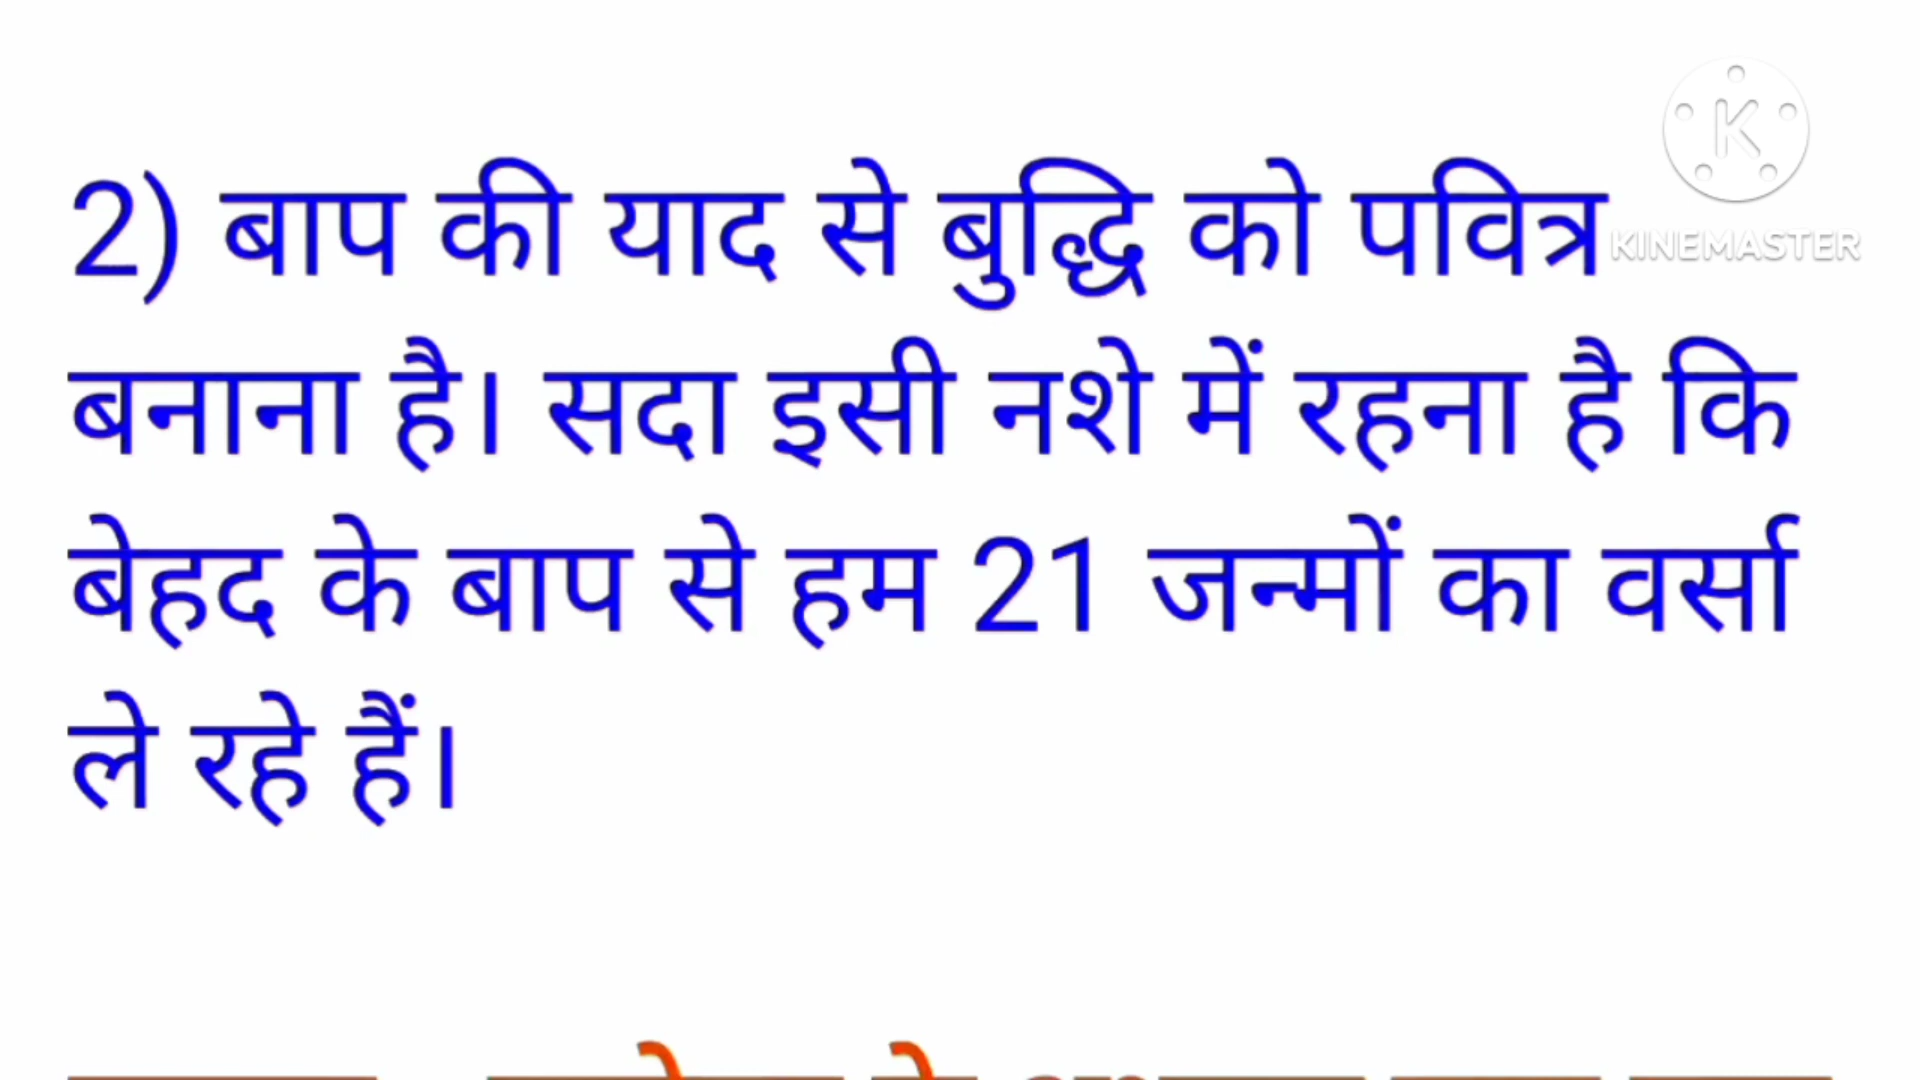 2) बाप की याद से बुद्धि को पवित्र
बनाना है। सदा इसी नशे में रहना है कि
बेहद के बाप से हम 21 जन्मों का वर्सा
ले रहे हैं।
K
KINEMASTER